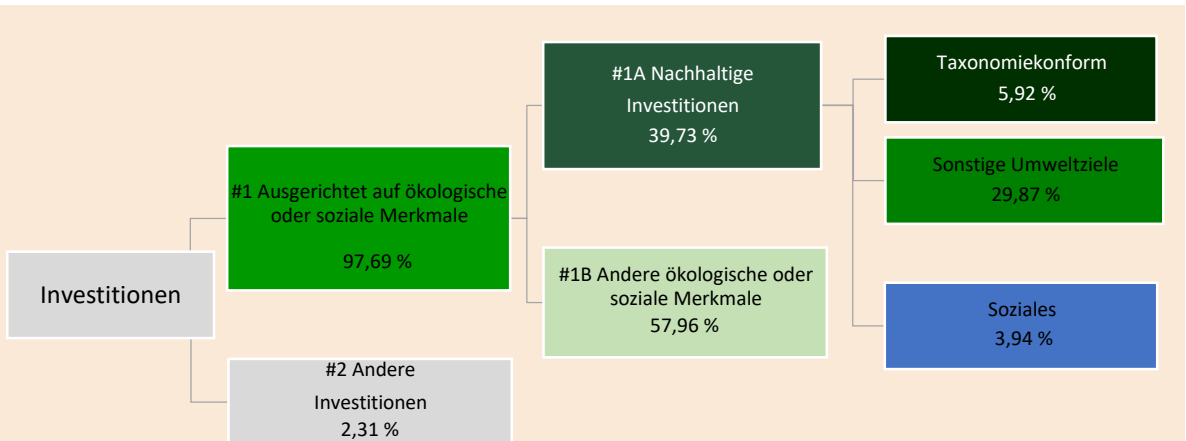 Investitionen
#1 Ausgerichtet auf ökologische
oder soziale Merkmale
97,69 %
#2 Andere
Investitionen
2,31 %
#1A Nachhaltige
Investitionen
39,73 %
#1B Andere ökologische oder
soziale Merkmale
57,96 %
Taxonomiekonform
5,92 %
Sonstige Umweltziele
29,87 %
Soziales
3,94 %